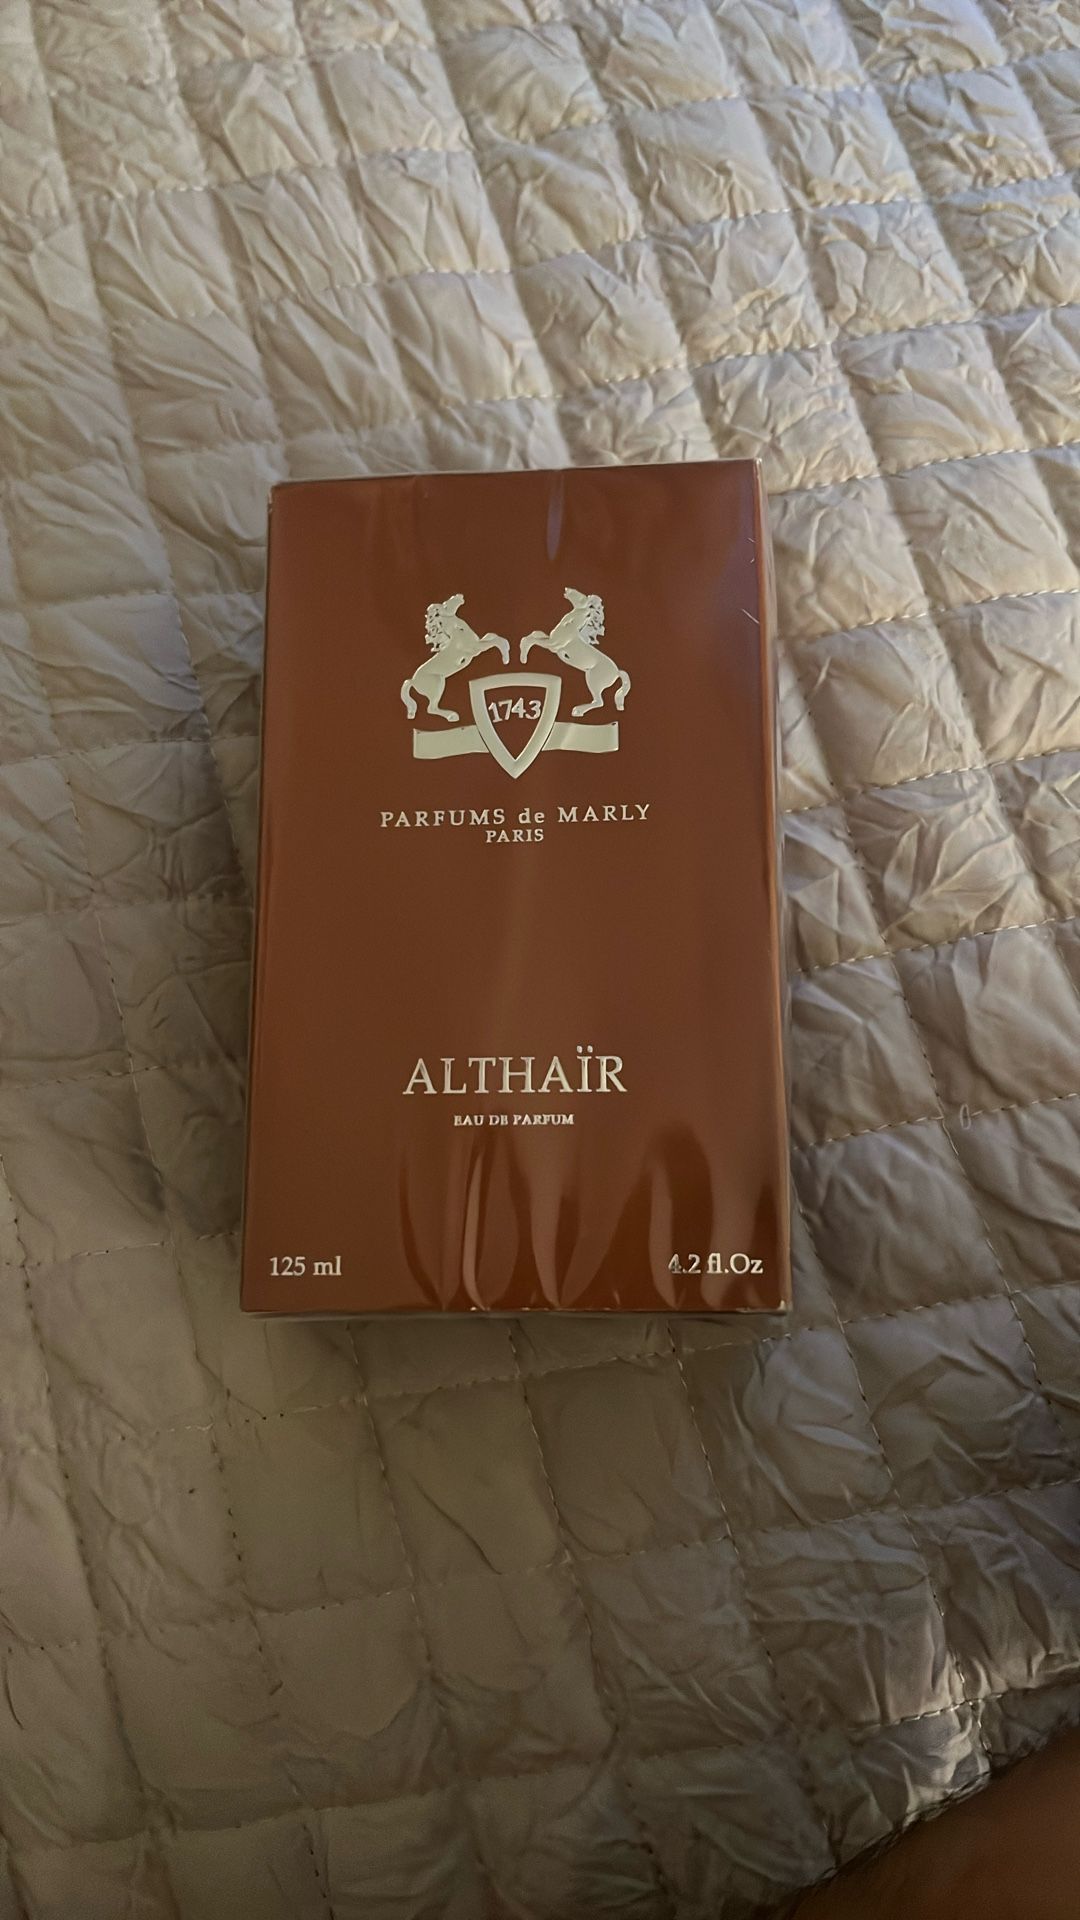 1743
PARFUMS de MARLY
PARIS
ALTHAÏR
EAU DE PARFUM
125 ml
4.2 fl.Oz